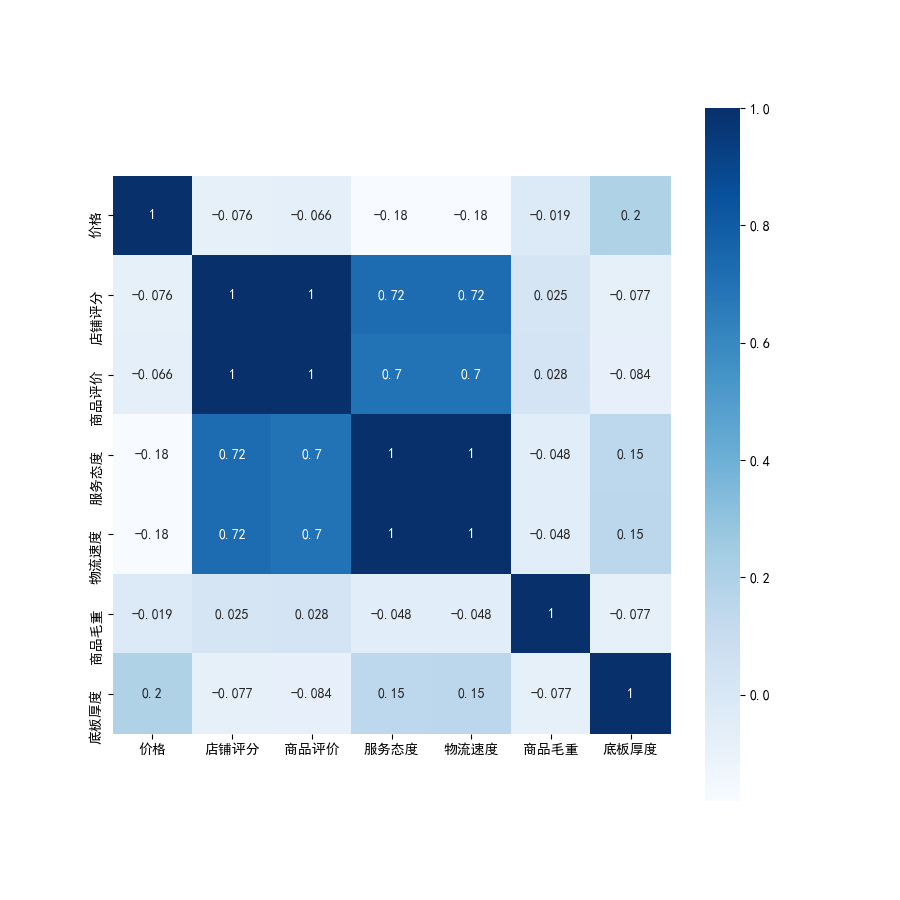 1.0
价格 1 -0.076 -0.066 -0.18 -0.18 -0.019 0.2
0.8
店铺评分 -0.076 1 1 0.72 0.72 0.025 -0.077
0.6
商品评价 -0.066 1 1 0.7 0.7 0.028 -0.084
服务态度 -0.18 0.72 0.7 1 1 -0.048 0.15
0.4
物流速度 -0.18 0.72 0.7 1 1 -0.048 0.15
0.2
商品毛重 -0.019 0.025 0.028 -0.048 -0.048 1 -0.077
底板厚度 0.2 -0.077 -0.084 0.15 0.15 -0.077 1
0.0
价格 店铺评分 商品评价 服务态度 物流速度 商品毛重 底板厚度